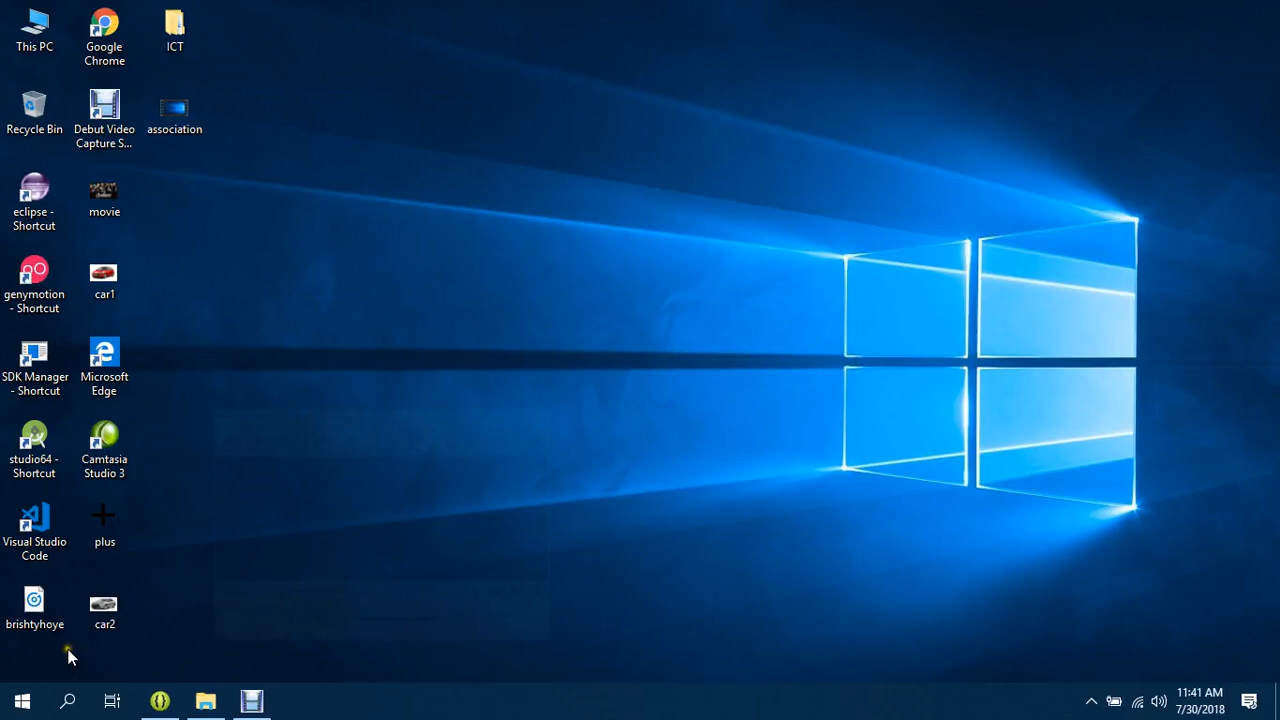 This PC
Google
Chrome
ICT
Recycle Bin
Debut Video
Capture S...
association
eclipse -
Shortcut
movie
genymotion
- Shortcut
car1
SDK Manager
- Shortcut
Microsoft
Edge
studio64 -
Shortcut
Camtasia
Studio 3
Visual Studio
Code
plus
brishtyhoye
car2
11:41 AM
7/30/2018